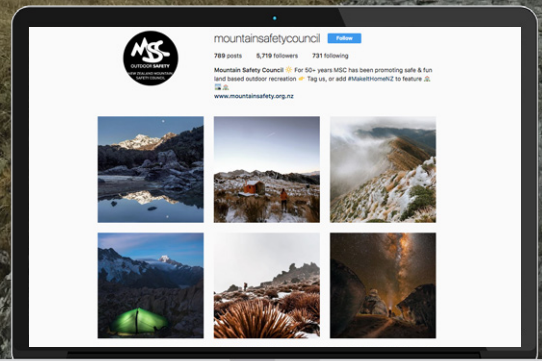 mountainsafetycouncil Follow
789 posts 5,719 followers 731 following
Mountain Safety Council For 50+ years MSC has been promoting safe & fun
land based outdoor recreation Tag us, or add #MakeItHomeNZ to feature
www.mountainsafety.org.nz
MSC
OUTDOOR SAFETY
NEW ZEALAND MOUNTAIN
SAFETY COUNCIL